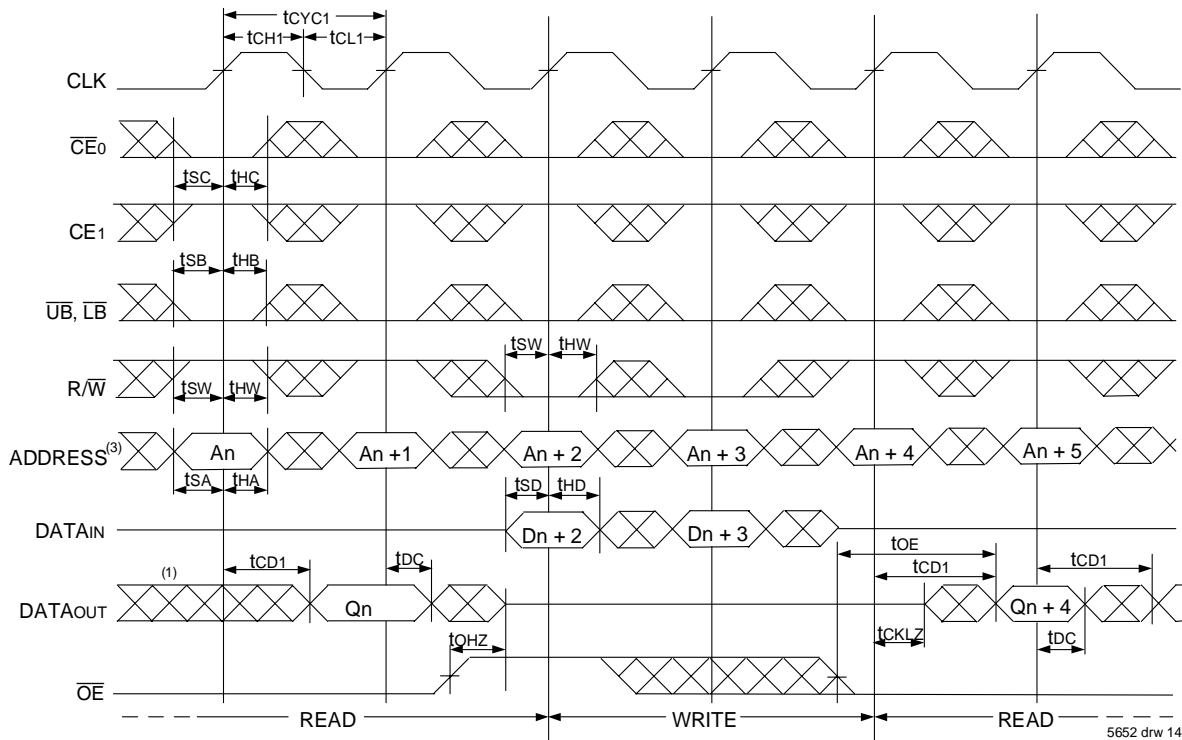 tCYC1
tCH1 tCL1
CLK
CE0
tSC tHC
CE1
tSB tHB
UB, LB
tSW tHW
R/W
tSW tHW
ADDRESS(3) An An +1 An + 2 An + 3 An + 4 An + 5
tSA tHA
tSD tHD
DATAIN Dn + 2 Dn + 3
tOE
tCD1 tDC tCD1 tCD1
(1)
DATAOUT Qn Qn + 4
tOHZ tCKLZ tDC
OE
READ WRITE READ
5652 drw 14